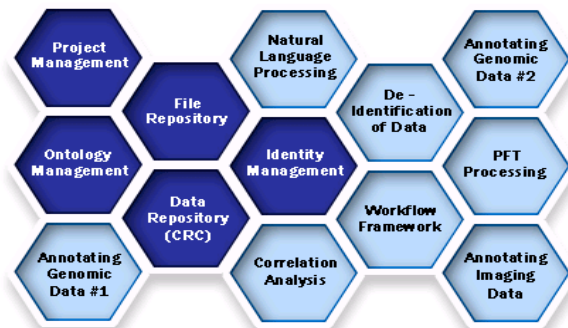 Project
Management
Natural
Language
Processing
Annotating
Genomic
Data #2
File
Repository
De -
Identification
of Data
Ontology
Management
Identity
Management
PFT
Processing
Data
Repository
(CRC)
Workflow
Framework
Annotating
Genomic
Data #1
Correlation
Analysis
Annotating
Imaging
Data